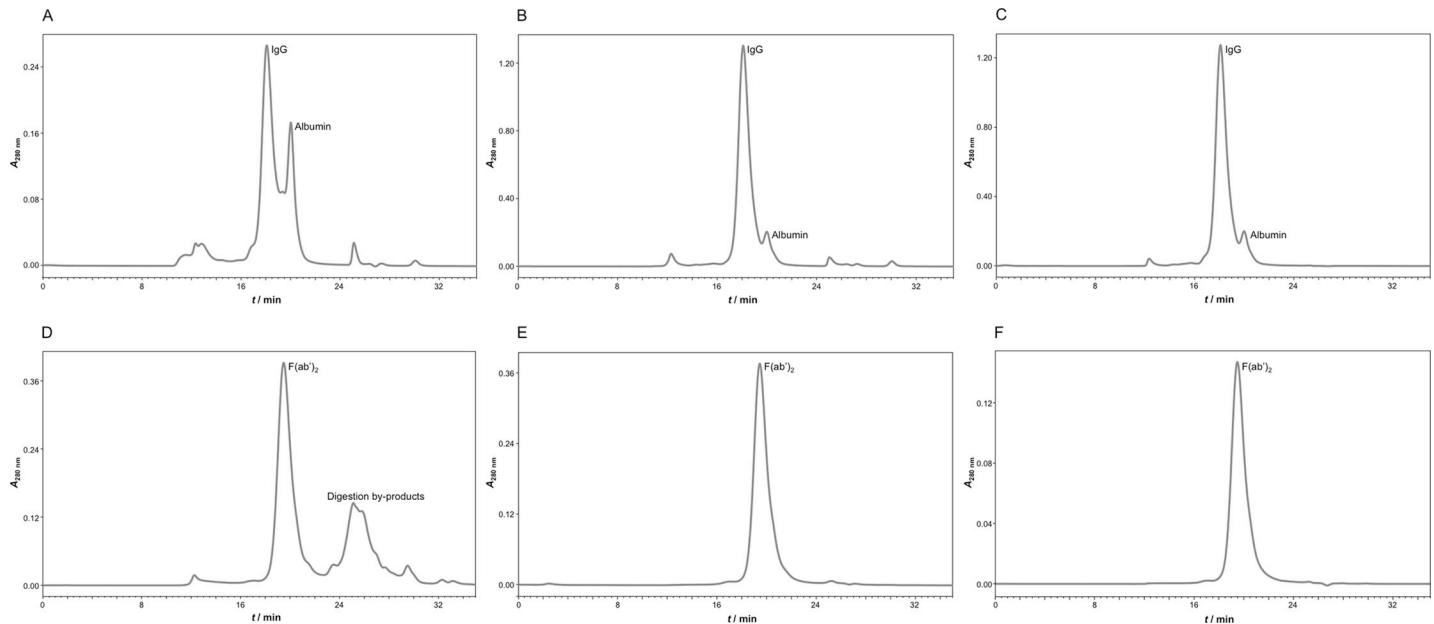 A
IgG
Albumin
0.24
0.16
0.08
0.00
A280 nm
0 8 16 24 32
t / min
B
IgG
Albumin
1.20
0.80
0.40
0.00
A280 nm
0 8 16 24 32
t / min
C
IgG
Albumin
1.20
0.80
0.40
0.00
A280 nm
0 8 16 24 32
t / min
D
F(ab')2
Digestion by-products
0.36
0.24
0.12
0.00
A280 nm
0 8 16 24 32
t / min
E
F(ab')2
0.36
0.24
0.12
0.00
A280 nm
0 8 16 24 32
t / min
F
F(ab')2
0.12
0.04
0.00
A280 nm
0 8 16 24 32
t / min